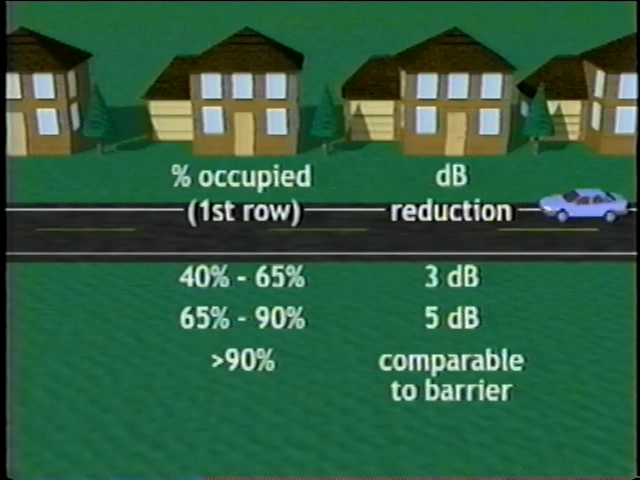 % occupied dB
(1st row) reduction
40% - 65% 3 dB
65% - 90% 5 dB
>90% comparable
to barrier